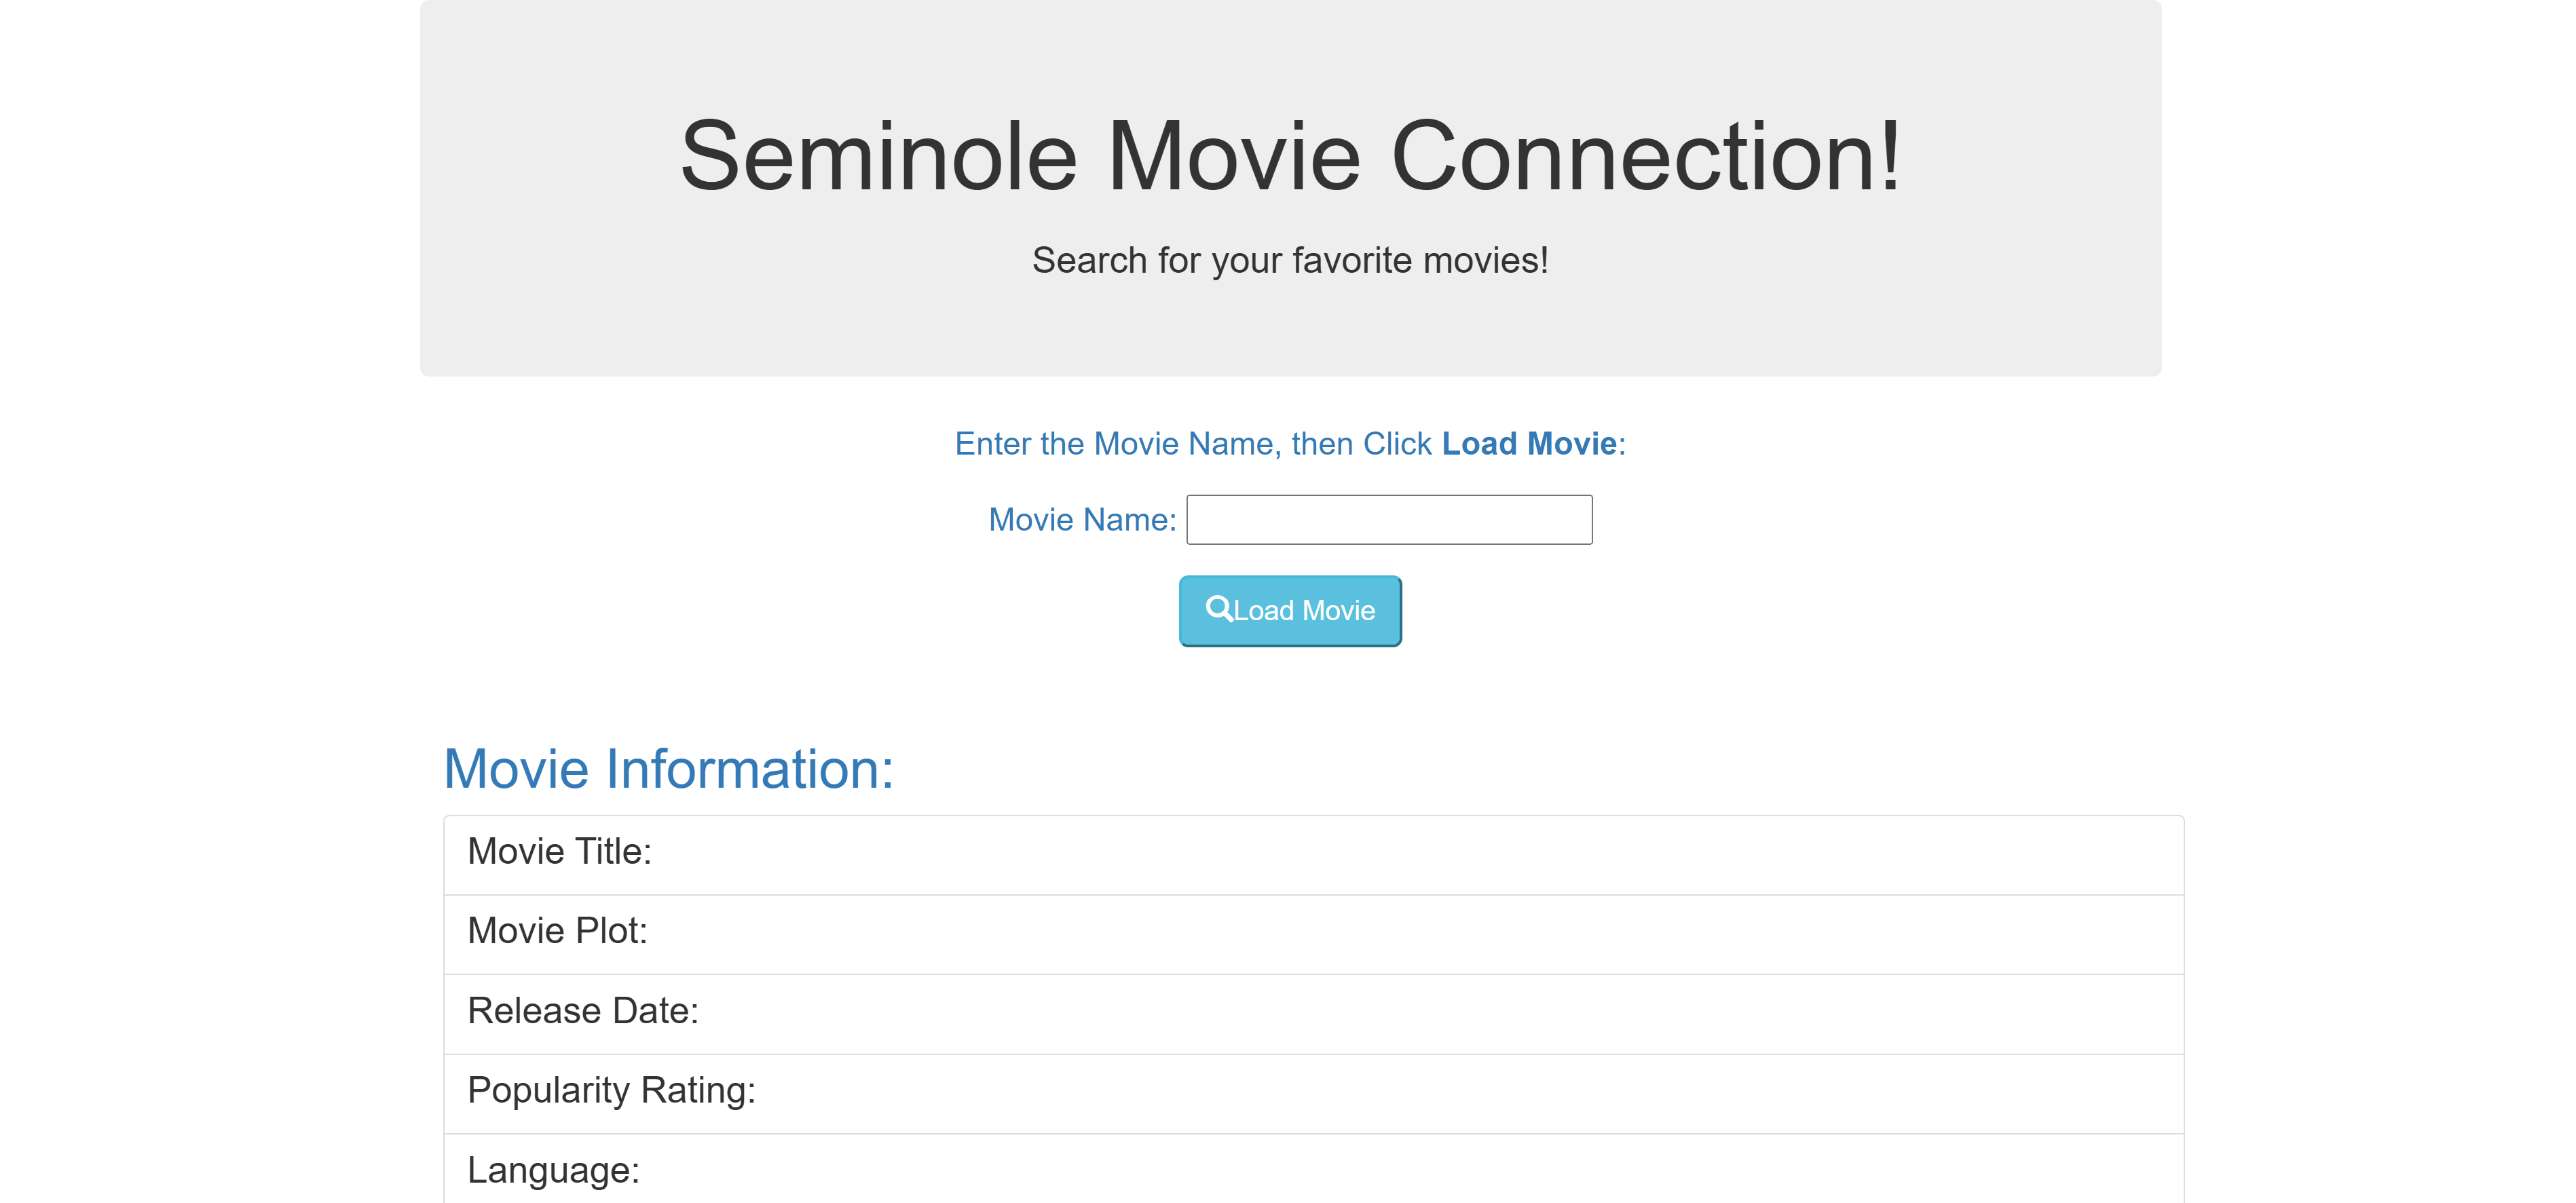 Seminole Movie Connection!
Search for your favorite movies!
Enter the Movie Name, then Click Load Movie:
Movie Name:
Load Movie
Movie Information:
Movie Title:
Movie Plot:
Release Date:
Popularity Rating:
Language: